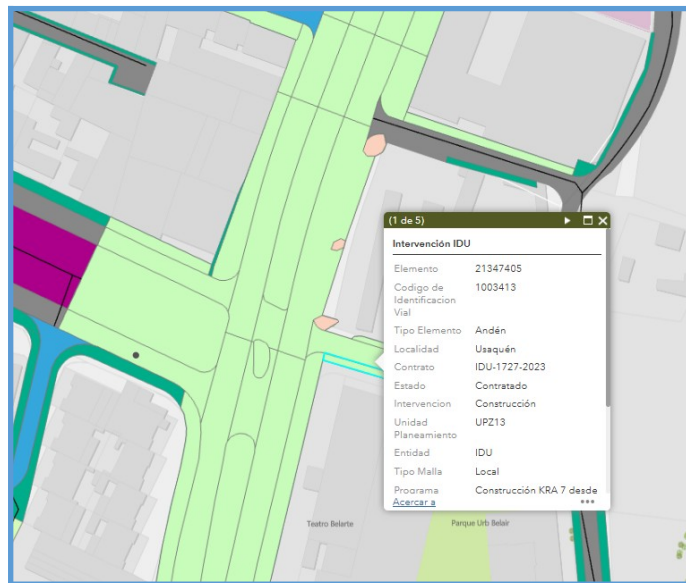 (1 de 5)
Intervención IDU
Elemento 21347405
Codigo de 1003413
Identificacion
Vial
Tipo Elemento Andén
Localidad Usaquén
Contrato IDU-1727-2023
Estado Contratado
Intervencion Construcción
Unidad UPZ13
Planeamiento
Entidad IDU
Tipo Malla Local
Programa Construcción KRA 7 desde
Acercar a
Teatro Belarte
Parque Urb Belair